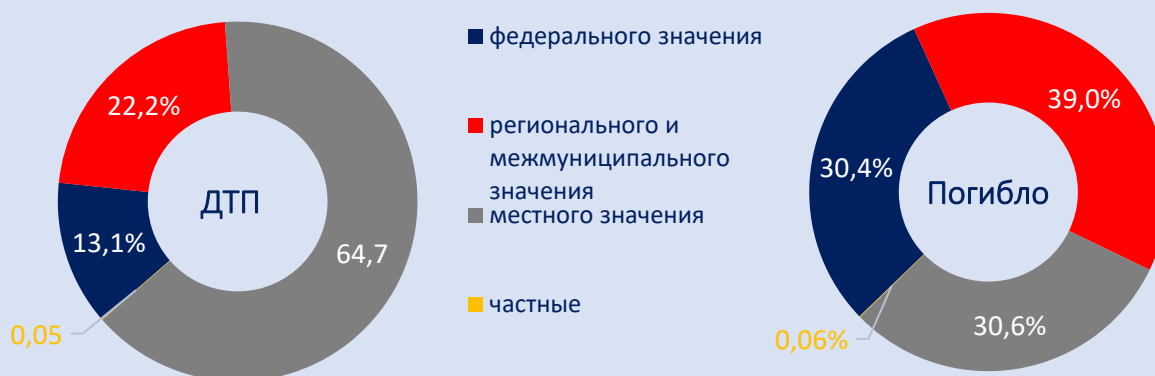 22,2%
13,1%
64,7
0,05
ДТП
федерального значения
регионального и
межмуниципального
значения
местного значения
частные
39,0%
30,4%
30,6%
0,06%
Погибло